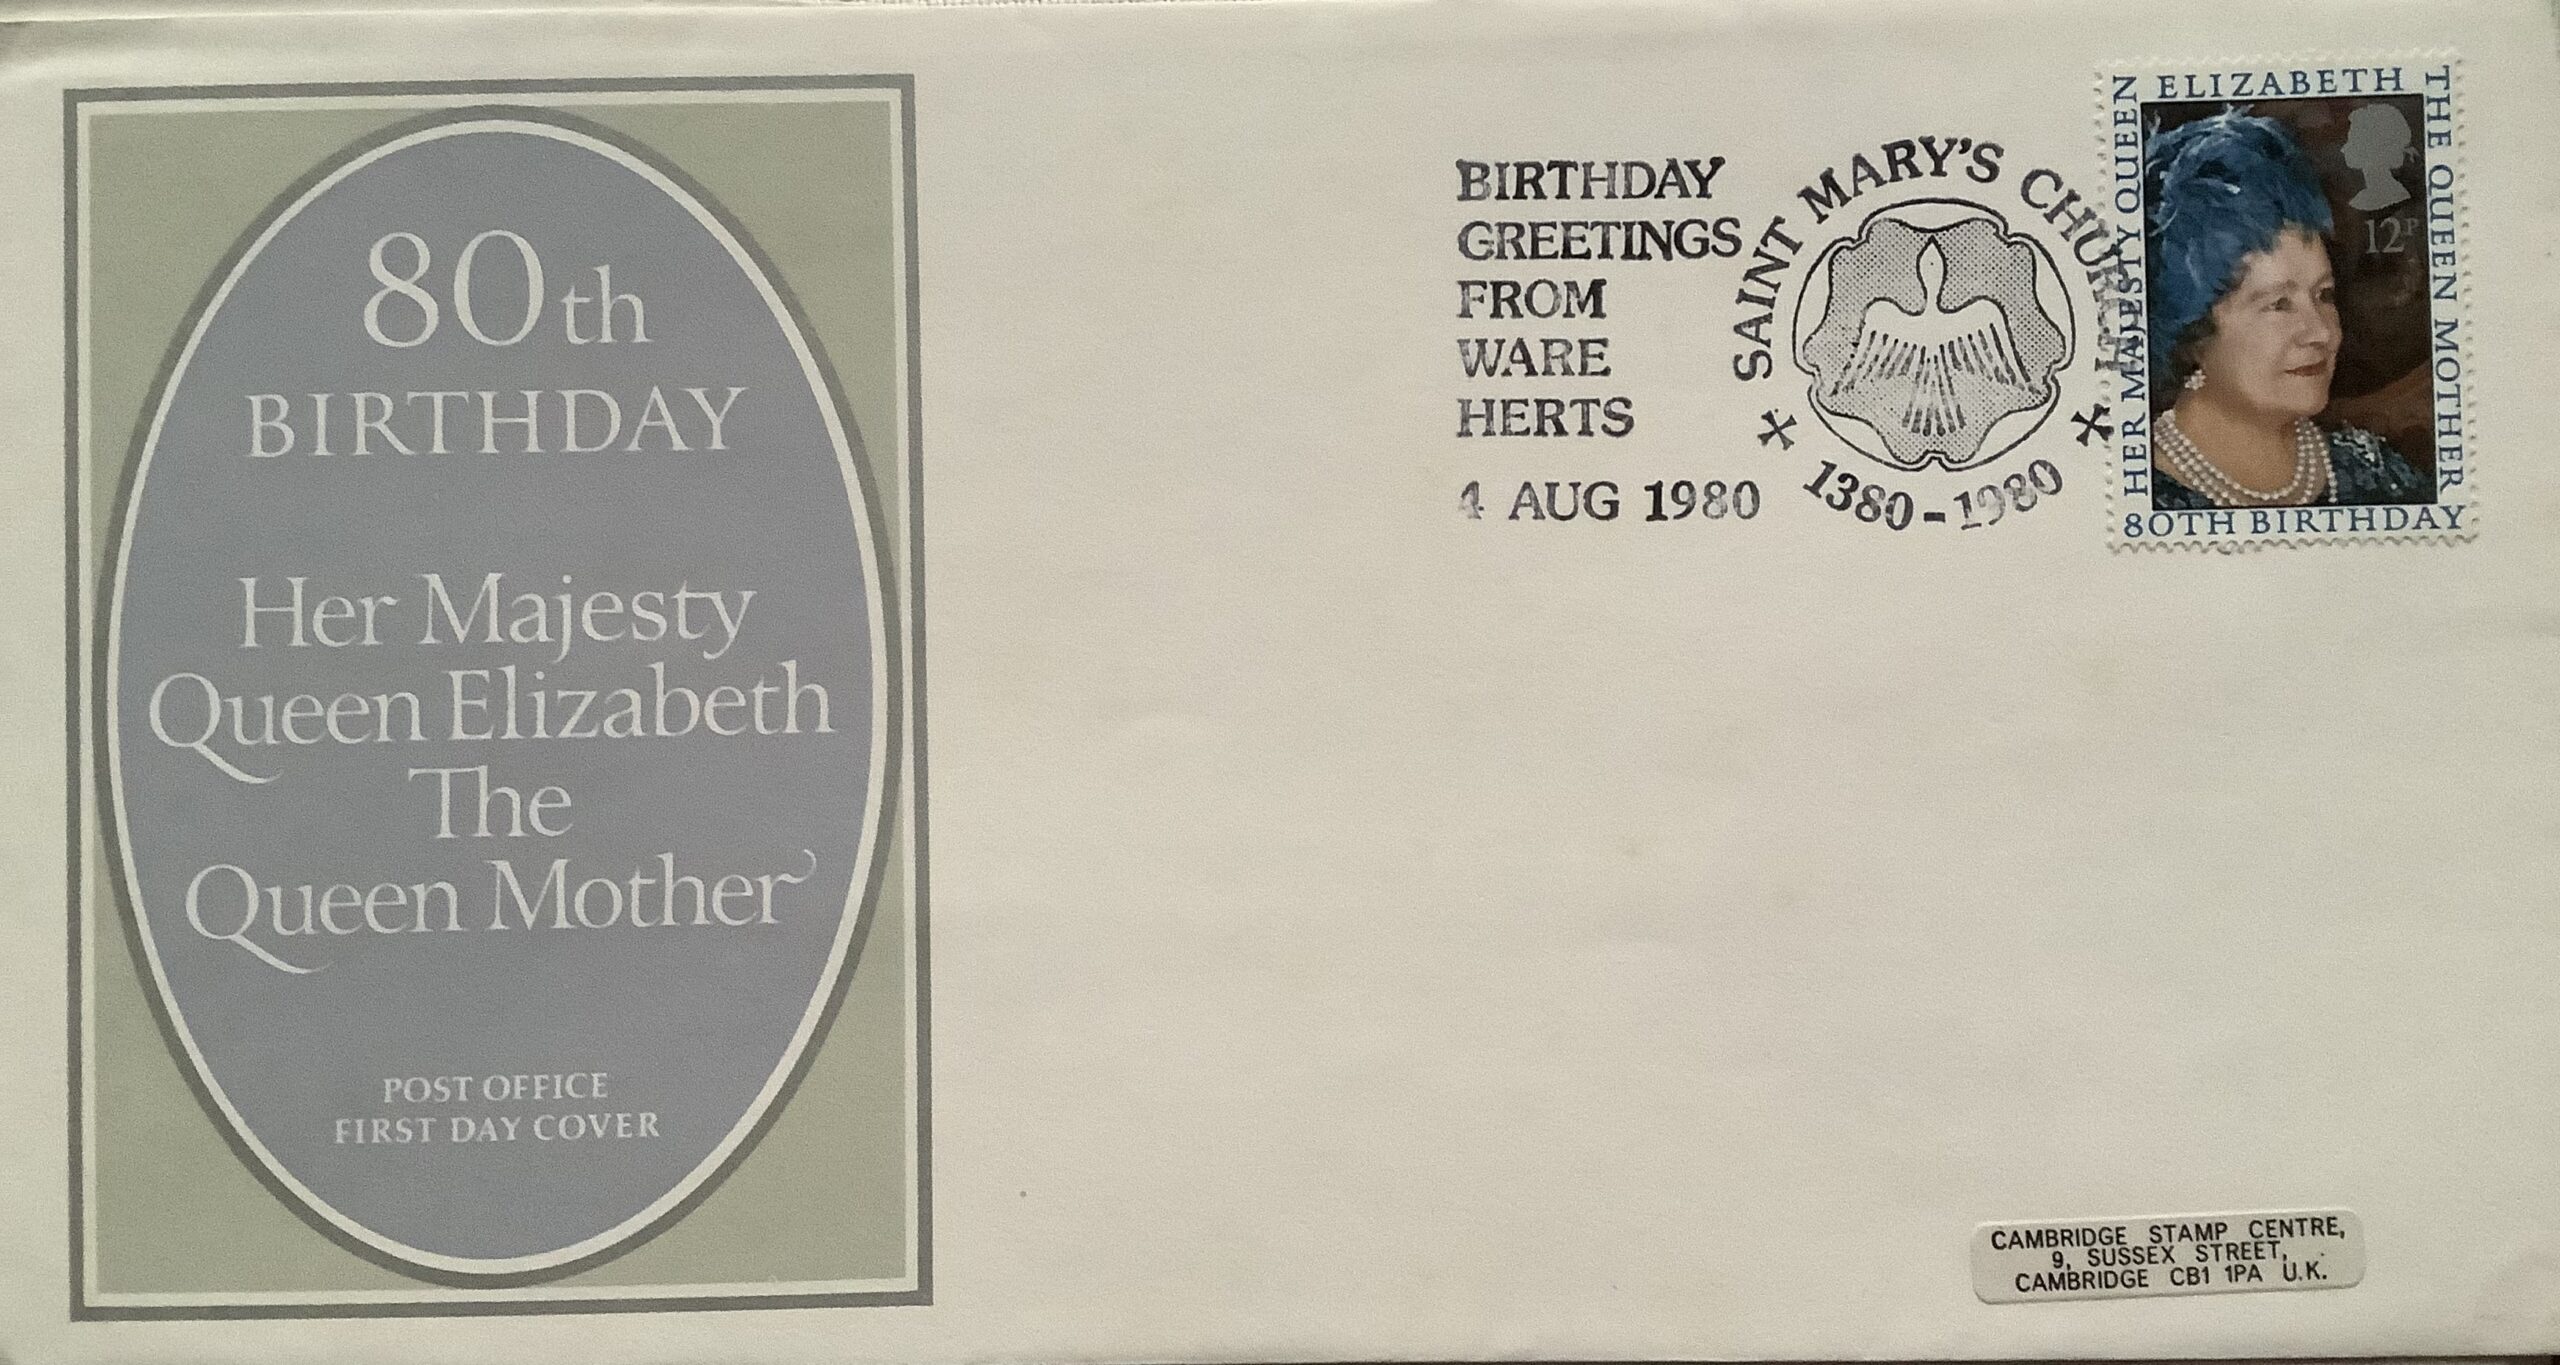 80th
BIRTHDAY
Her Majesty
Queen Elizabeth
The
Queen Mother
POST OFFICE
FIRST DAY COVER
BIRTHDAY
GREETINGS
FROM
WARE
HERTS
4 AUG 1980
SAINT MARY'S CHURCH
1380-1980
HER MAJESTY QUEEN
ELIZABETH
THE QUEEN MOTHER
12P
80TH BIRTHDAY
CAMBRIDGE STAMP CENTRE,
9, SUSSEX STREET,
CAMBRIDGE CB1 1PA U.K.